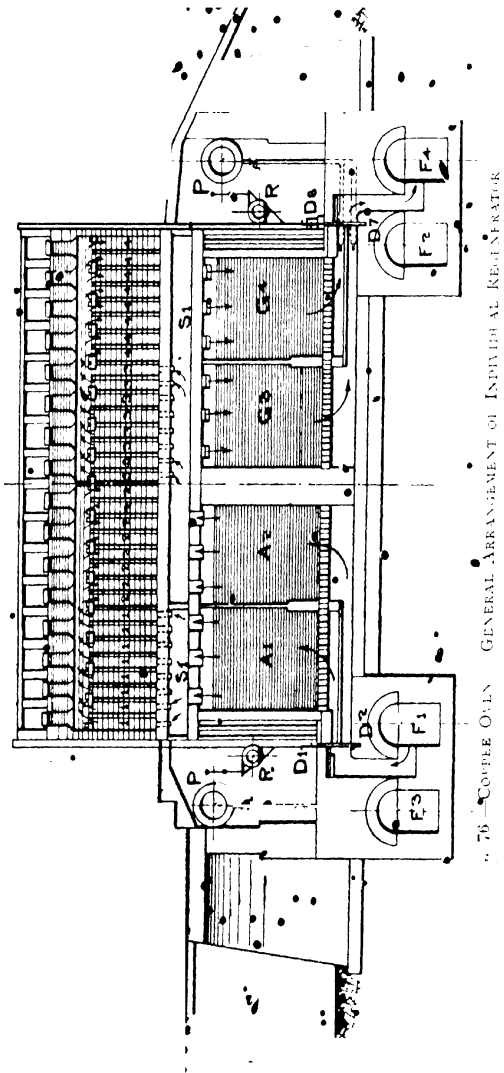 P
P
S1
S1
R
R
A1
A2
G3
G4
D1
D8
D2
D7
F3
F1
F2
F4
. 76 — COPPEE OVEN GENERAL ARRANGEMENT OF INDIVIDUAL REGENERATOR